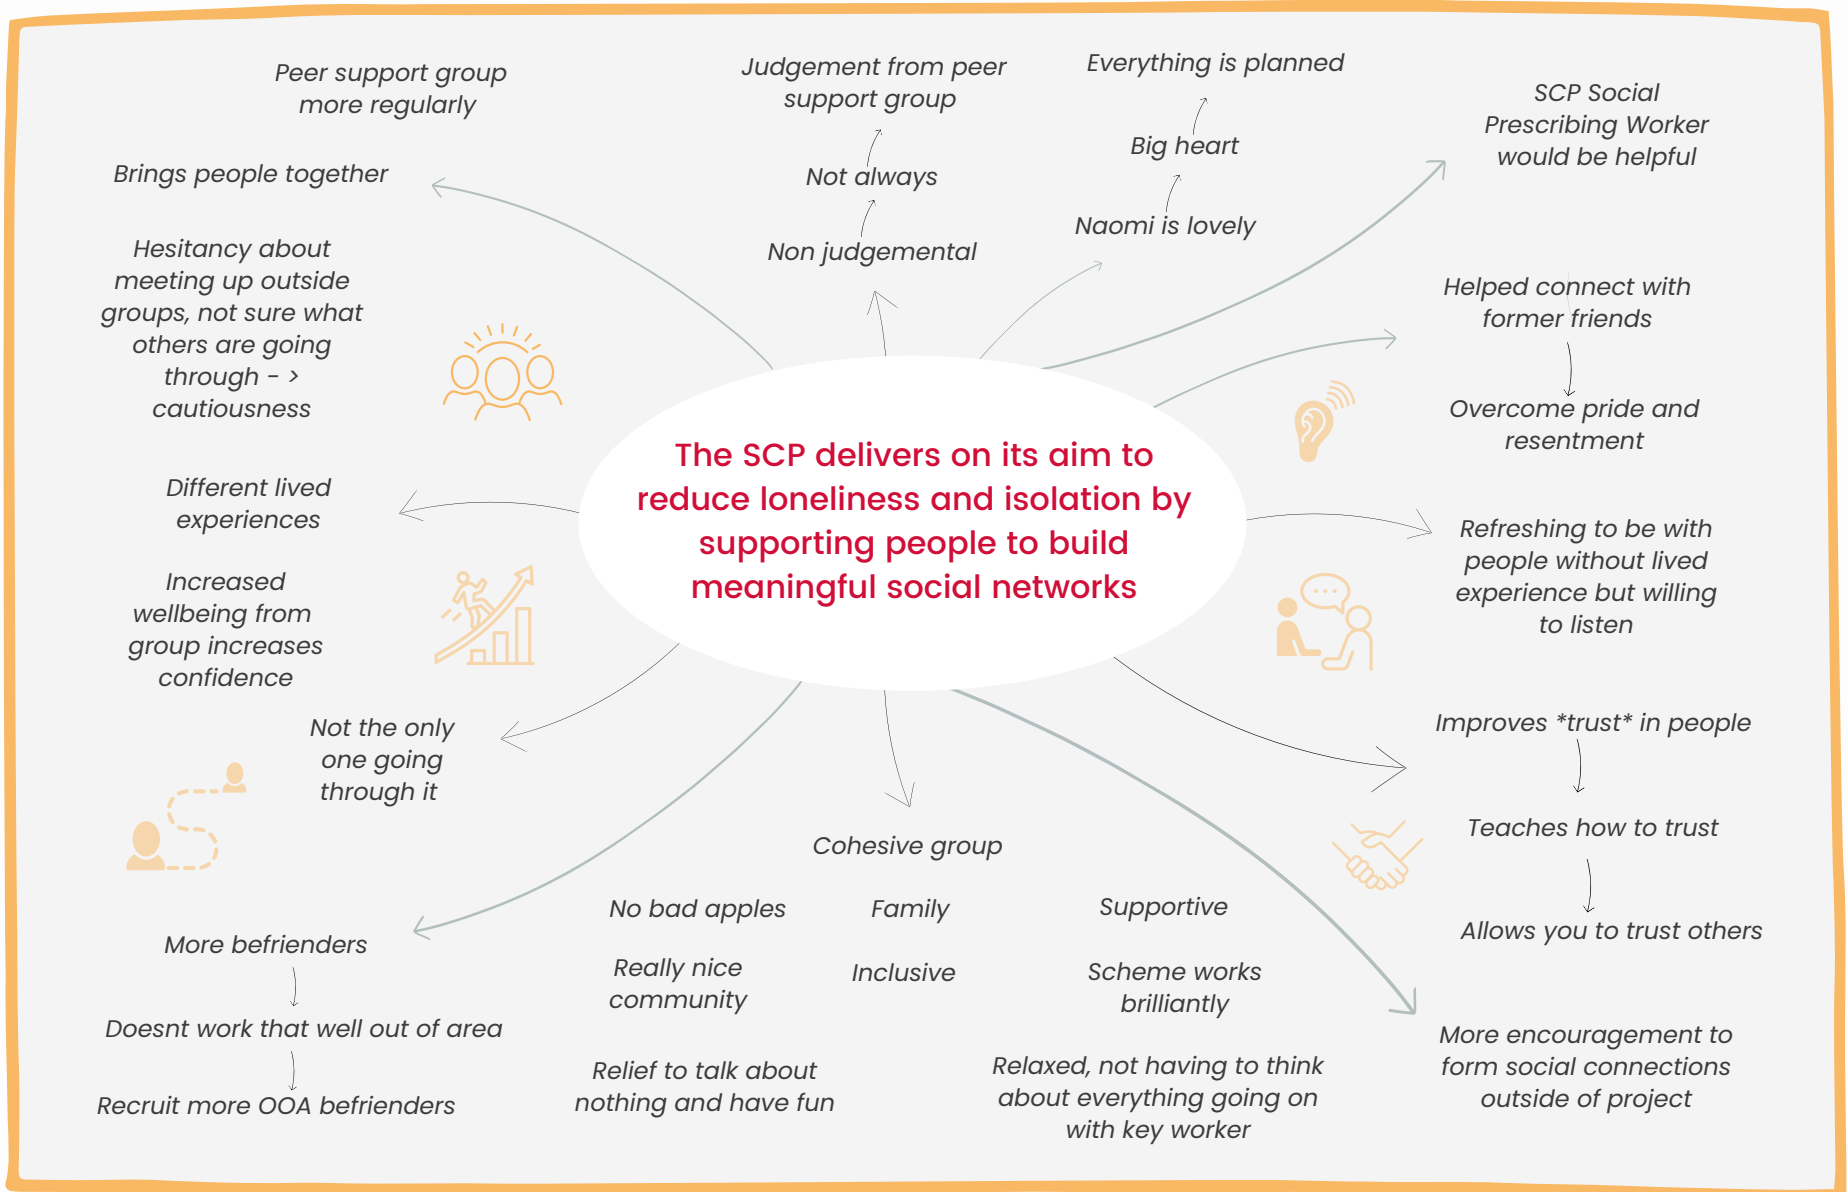 Peer support group
more regularly
Brings people together
Hesitancy about
meeting up outside
groups, not sure what
others are going
through - >
cautiousness
Different lived
experiences
Increased
wellbeing from
group increases
confidence
Not the only
one going
through it
More befrienders
Doesnt work that well out of area
Recruit more OOA befrienders
Judgement from peer
support group
Not always
Non judgemental
Everything is planned
Big heart
Naomi is lovely
The SCP delivers on its aim to
reduce loneliness and isolation by
supporting people to build
meaningful social networks
Cohesive group
No bad apples
Family
Supportive
Really nice
community
Inclusive
Scheme works
brilliantly
Relief to talk about
nothing and have fun
Relaxed, not having to think
about everything going on
with key worker
SCP Social
Prescribing Worker
would be helpful
Helped connect with
former friends
Overcome pride and
resentment
Refreshing to be with
people without lived
experience but willing
to listen
Improves *trust* in people
Teaches how to trust
Allows you to trust others
More encouragement to
form social connections
outside of project